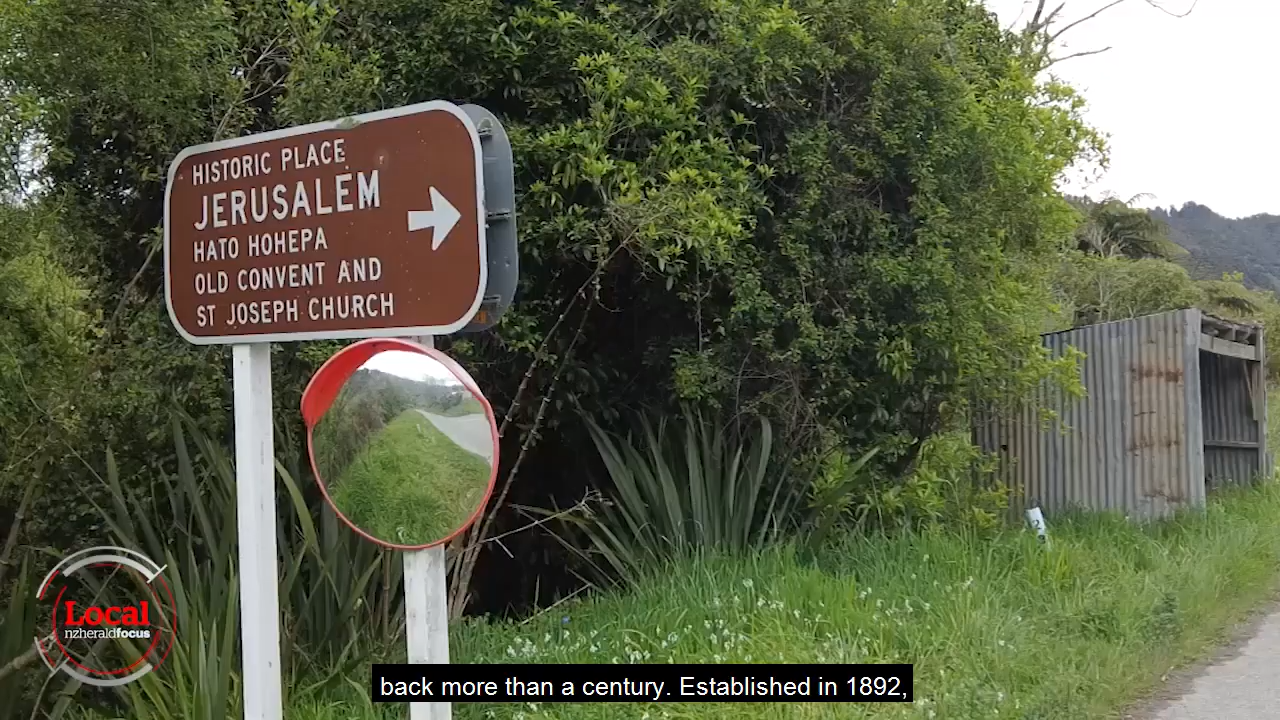 HISTORIC PLACE
JERUSALEM
HATO HOHEPA
OLD CONVENT AND
ST JOSEPH CHURCH
Local
nzheraldfocus
back more than a century. Established in 1892,